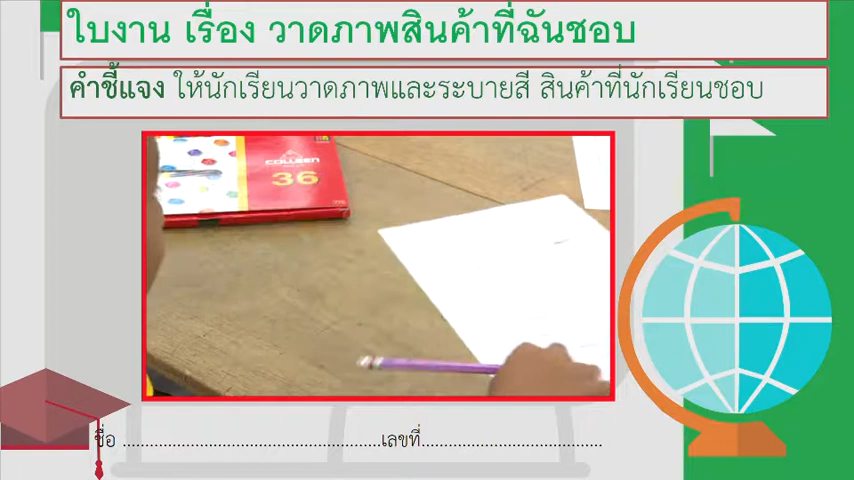 ใบงาน เรื่อง วาดภาพสินค้าที่ฉันชอบ
คำชี้แจง ให้นักเรียนวาดภาพและระบายสี สินค้าที่นักเรียนชอบ
COLLEEN
36
ชื่อ ........................................................เลขที่........................................